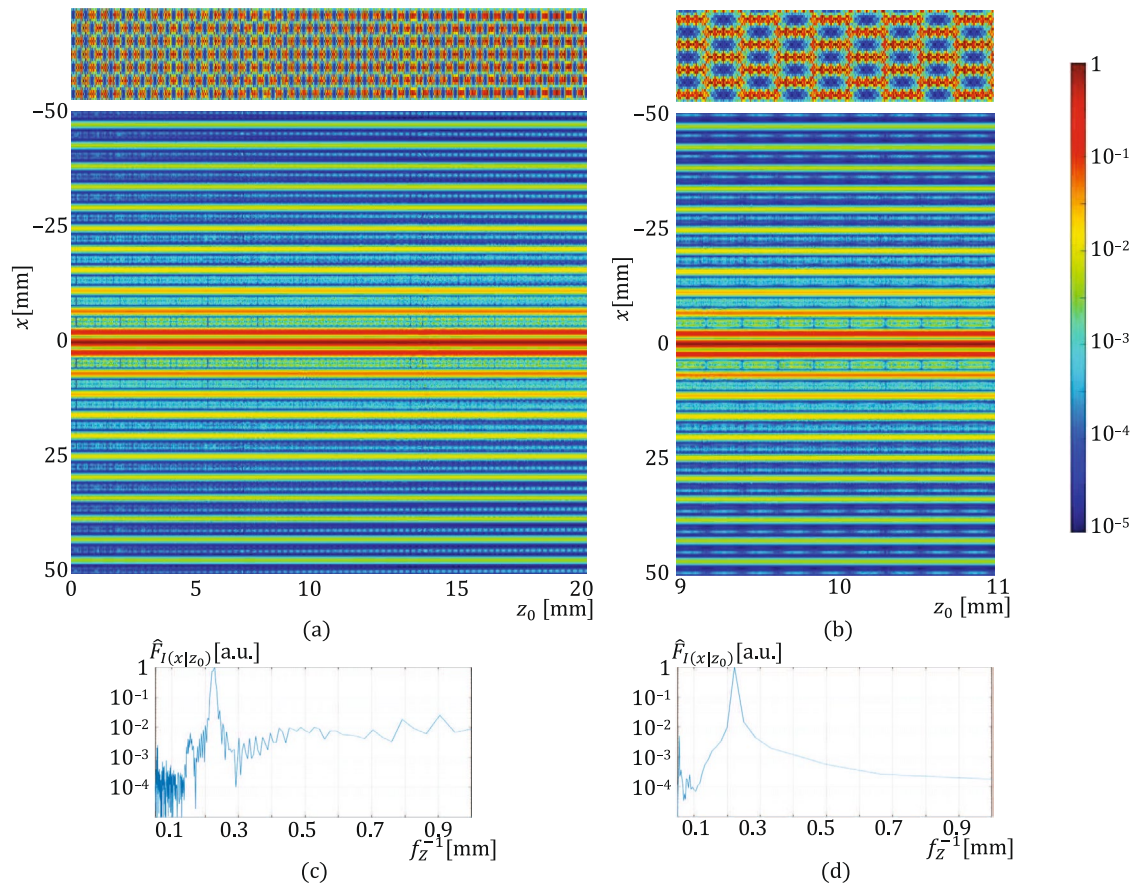 −50
−25
0
25
50
x [mm]
0 5 10 15 20
z₀ [mm]
(a)
−50
−25
0
25
50
x [mm]
9 10 11
z₀ [mm]
(b)
1
10⁻¹
10⁻²
10⁻³
10⁻⁴
10⁻⁵
F̂_I(x|z₀) [a.u.]
1
10⁻¹
10⁻²
10⁻³
10⁻⁴
0.1 0.3 0.5 0.7 0.9
f_Z⁻¹ [mm]
(c)
F̂_I(x|z₀) [a.u.]
1
10⁻¹
10⁻²
10⁻³
10⁻⁴
0.1 0.3 0.5 0.7 0.9
f_Z⁻¹ [mm]
(d)